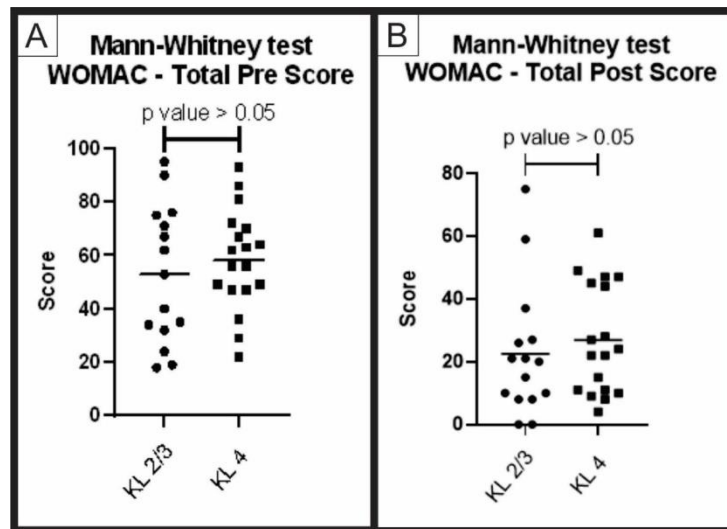 A
Mann-Whitney test
WOMAC - Total Pre Score
p value > 0.05
100
80
60
40
20
0
Score
KL 2/3
KL 4
B
Mann-Whitney test
WOMAC - Total Post Score
p value > 0.05
80
60
40
20
0
Score
KL 2/3
KL 4